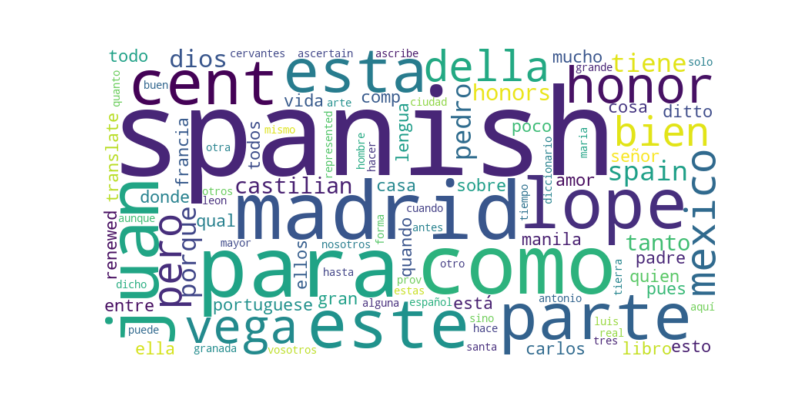 todo
dios
cervantes
ascertain
ascribe
mucho
tiene
solo
cent
esta
della
honor
grande
quanto
buen
vida
arte
comp
honors
cosa
ditto
spanish
pedro
poco
bien
translate
francia
otra
todos
mismo
represented
hombre
hacer
lengua
maria
señor
spain
diccionario
otros
leon
castilian
casa
sobre
amor
juan
aunque
donde
qual
madrid
cuando
antes
tiempo
lope
mexico
renewed
pero
porque
mayor
ellos
nosotros
forma
quando
manila
tanto
padre
dicho
hasta
para
otro
como
prov
estas
tierra
quien
pues
entre
portuguese
gran
alguna
español
está
antonio
aquí
puede
vega
este
sino
hace
parte
luis
real
tres
ella
granada
vosotros
santa
carlos
libro
esto